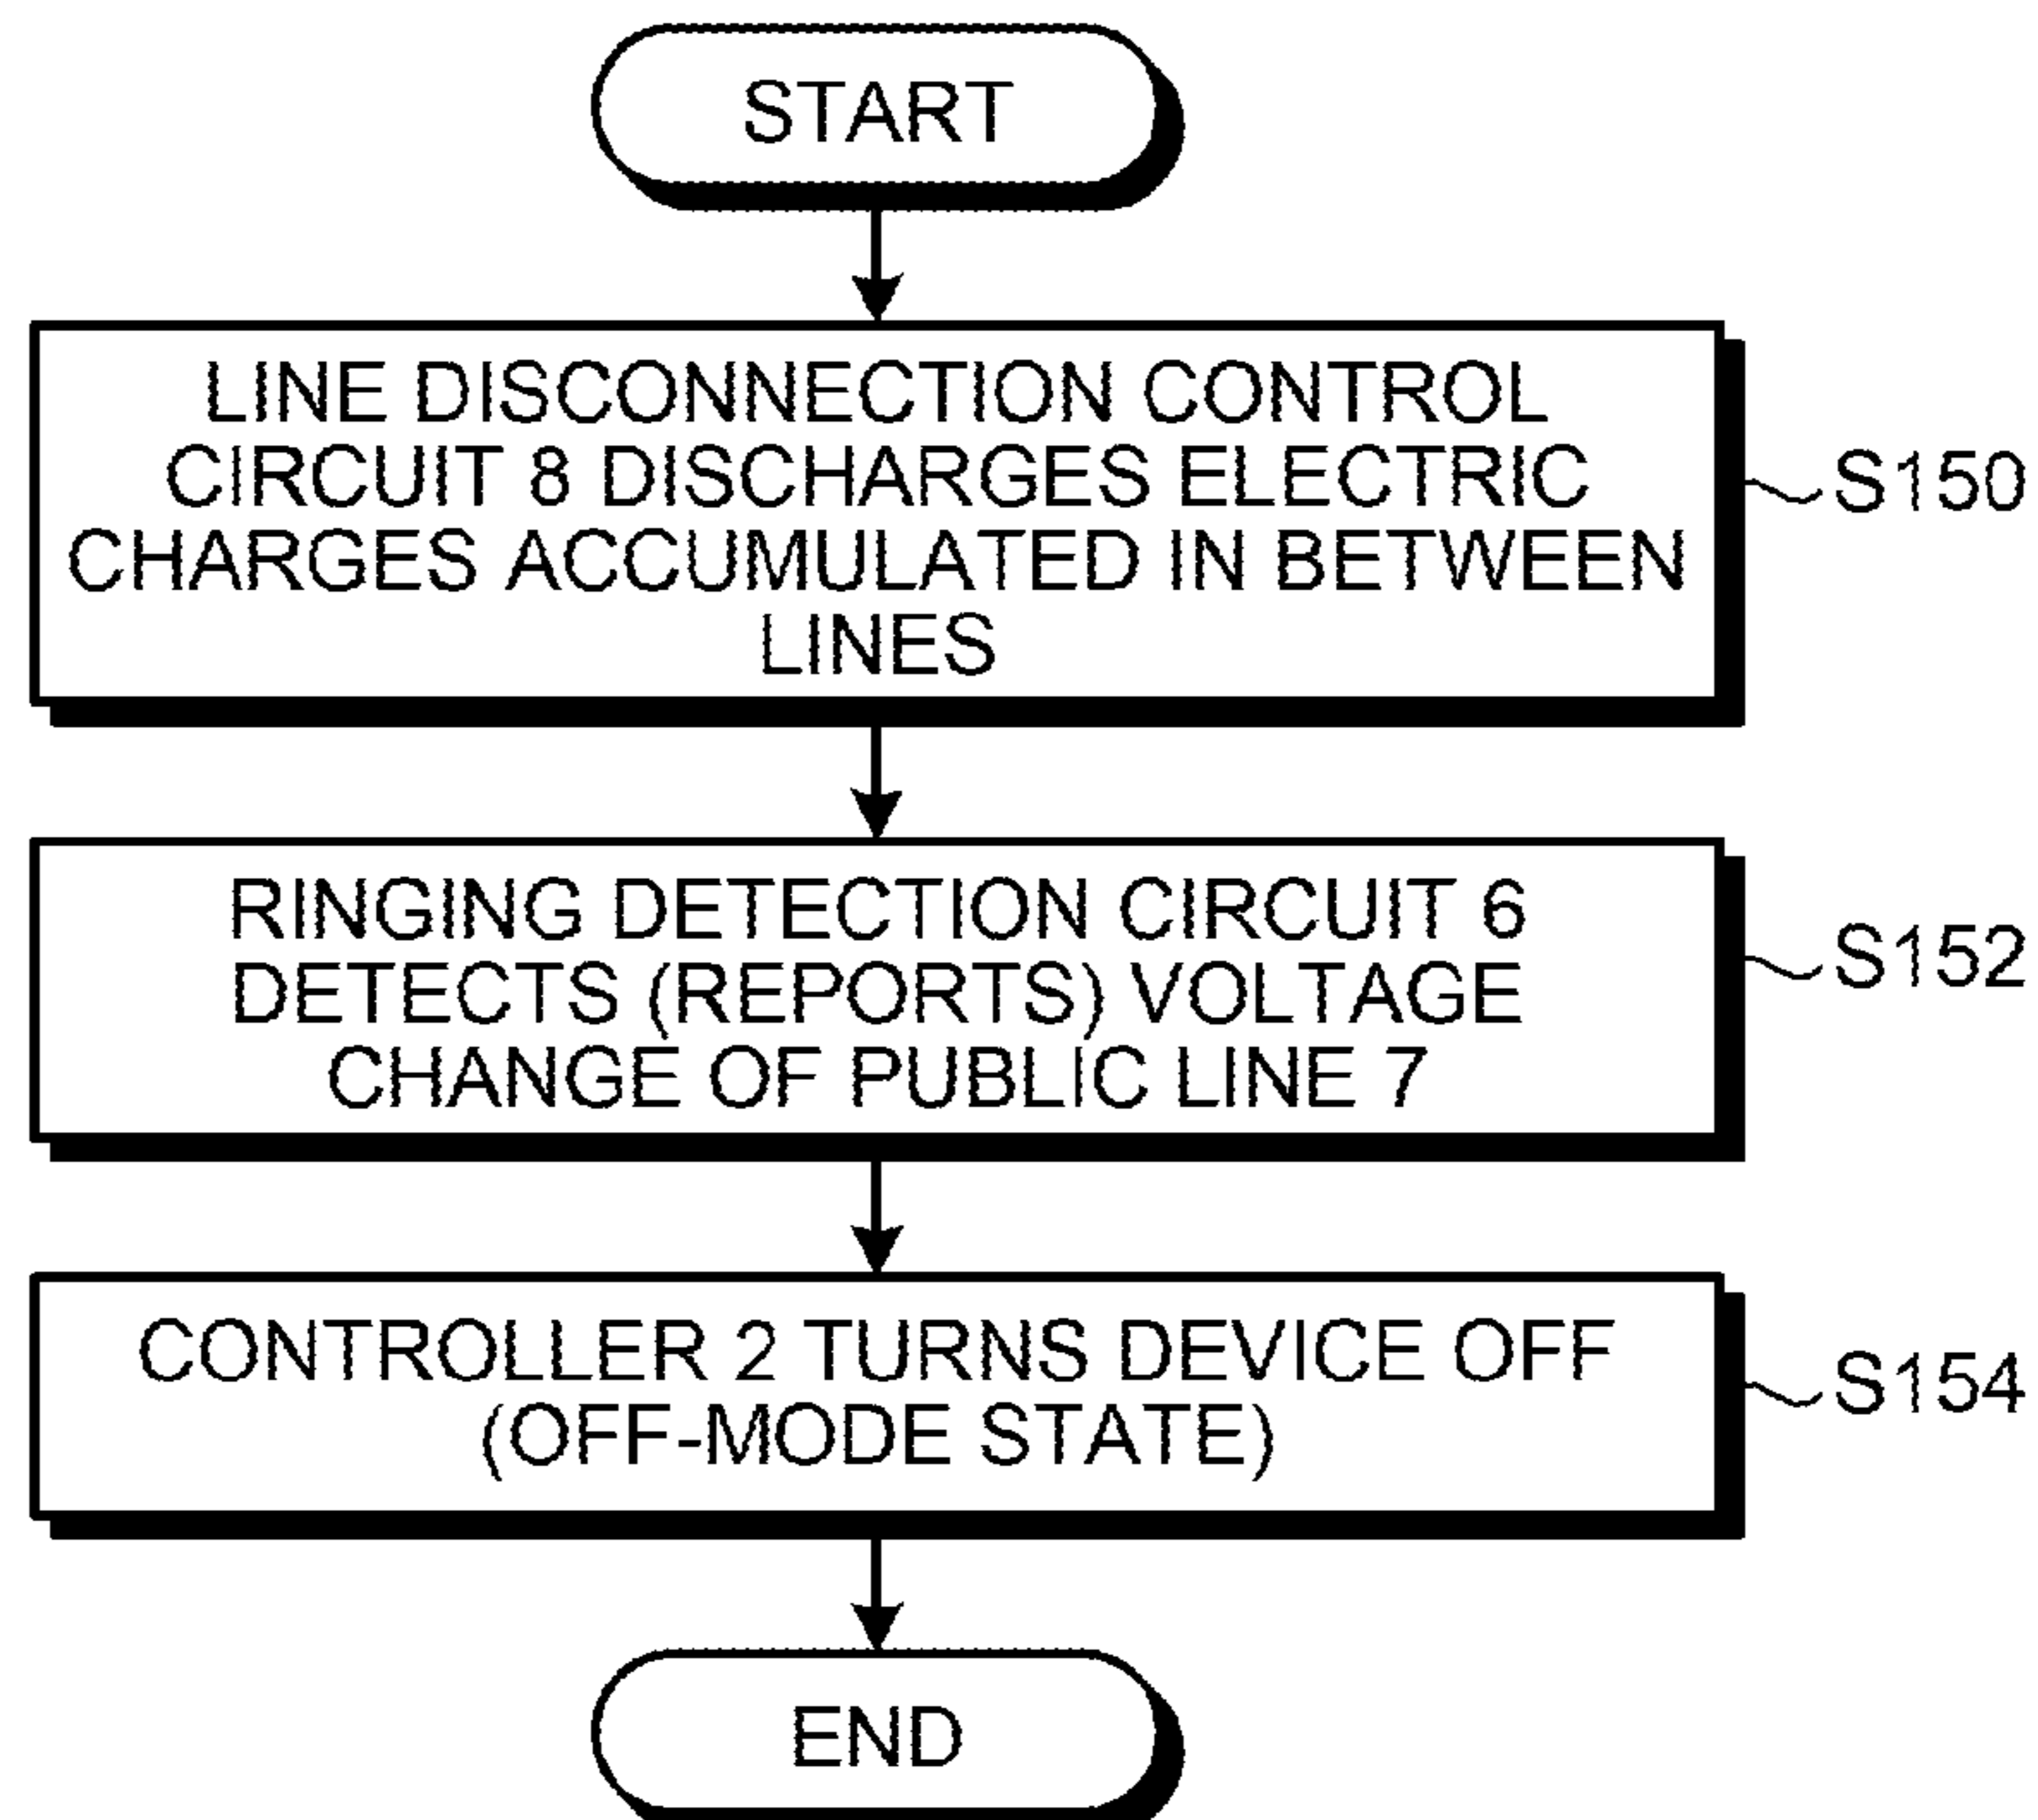 START
LINE DISCONNECTION CONTROL
CIRCUIT 8 DISCHARGES ELECTRIC
CHARGES ACCUMULATED IN BETWEEN
LINES
S150
RINGING DETECTION CIRCUIT 6
DETECTS (REPORTS) VOLTAGE
CHANGE OF PUBLIC LINE 7
S152
CONTROLLER 2 TURNS DEVICE OFF
(OFF-MODE STATE)
S154
END